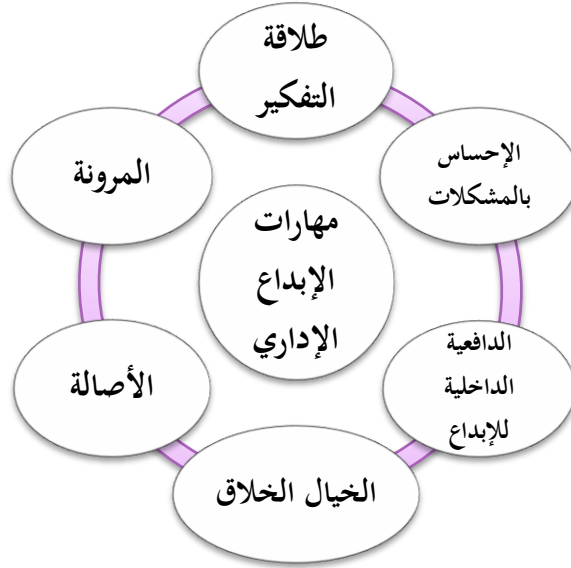 طلاقة
التفكير
الإحساس
بالمشكلات
المرونة
مهارات
الإبداع
الإداري
الدافعية
الداخلية
للإبداع
الأصالة
الخيال الخلاق